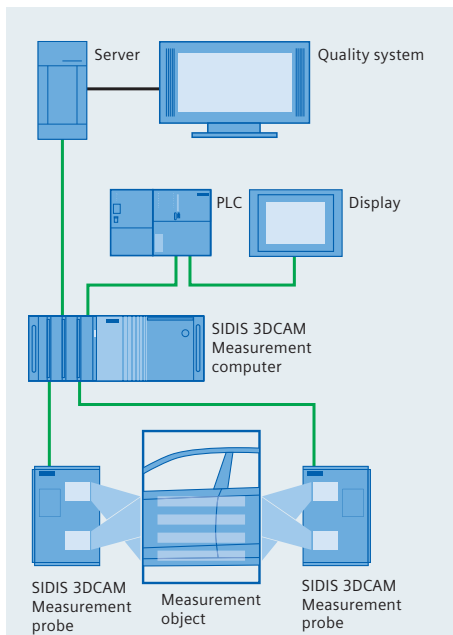 Server
Quality system
PLC
Display
SIDIS 3DCAM
Measurement
computer
SIDIS 3DCAM
Measurement
probe
Measurement
object
SIDIS 3DCAM
Measurement
probe